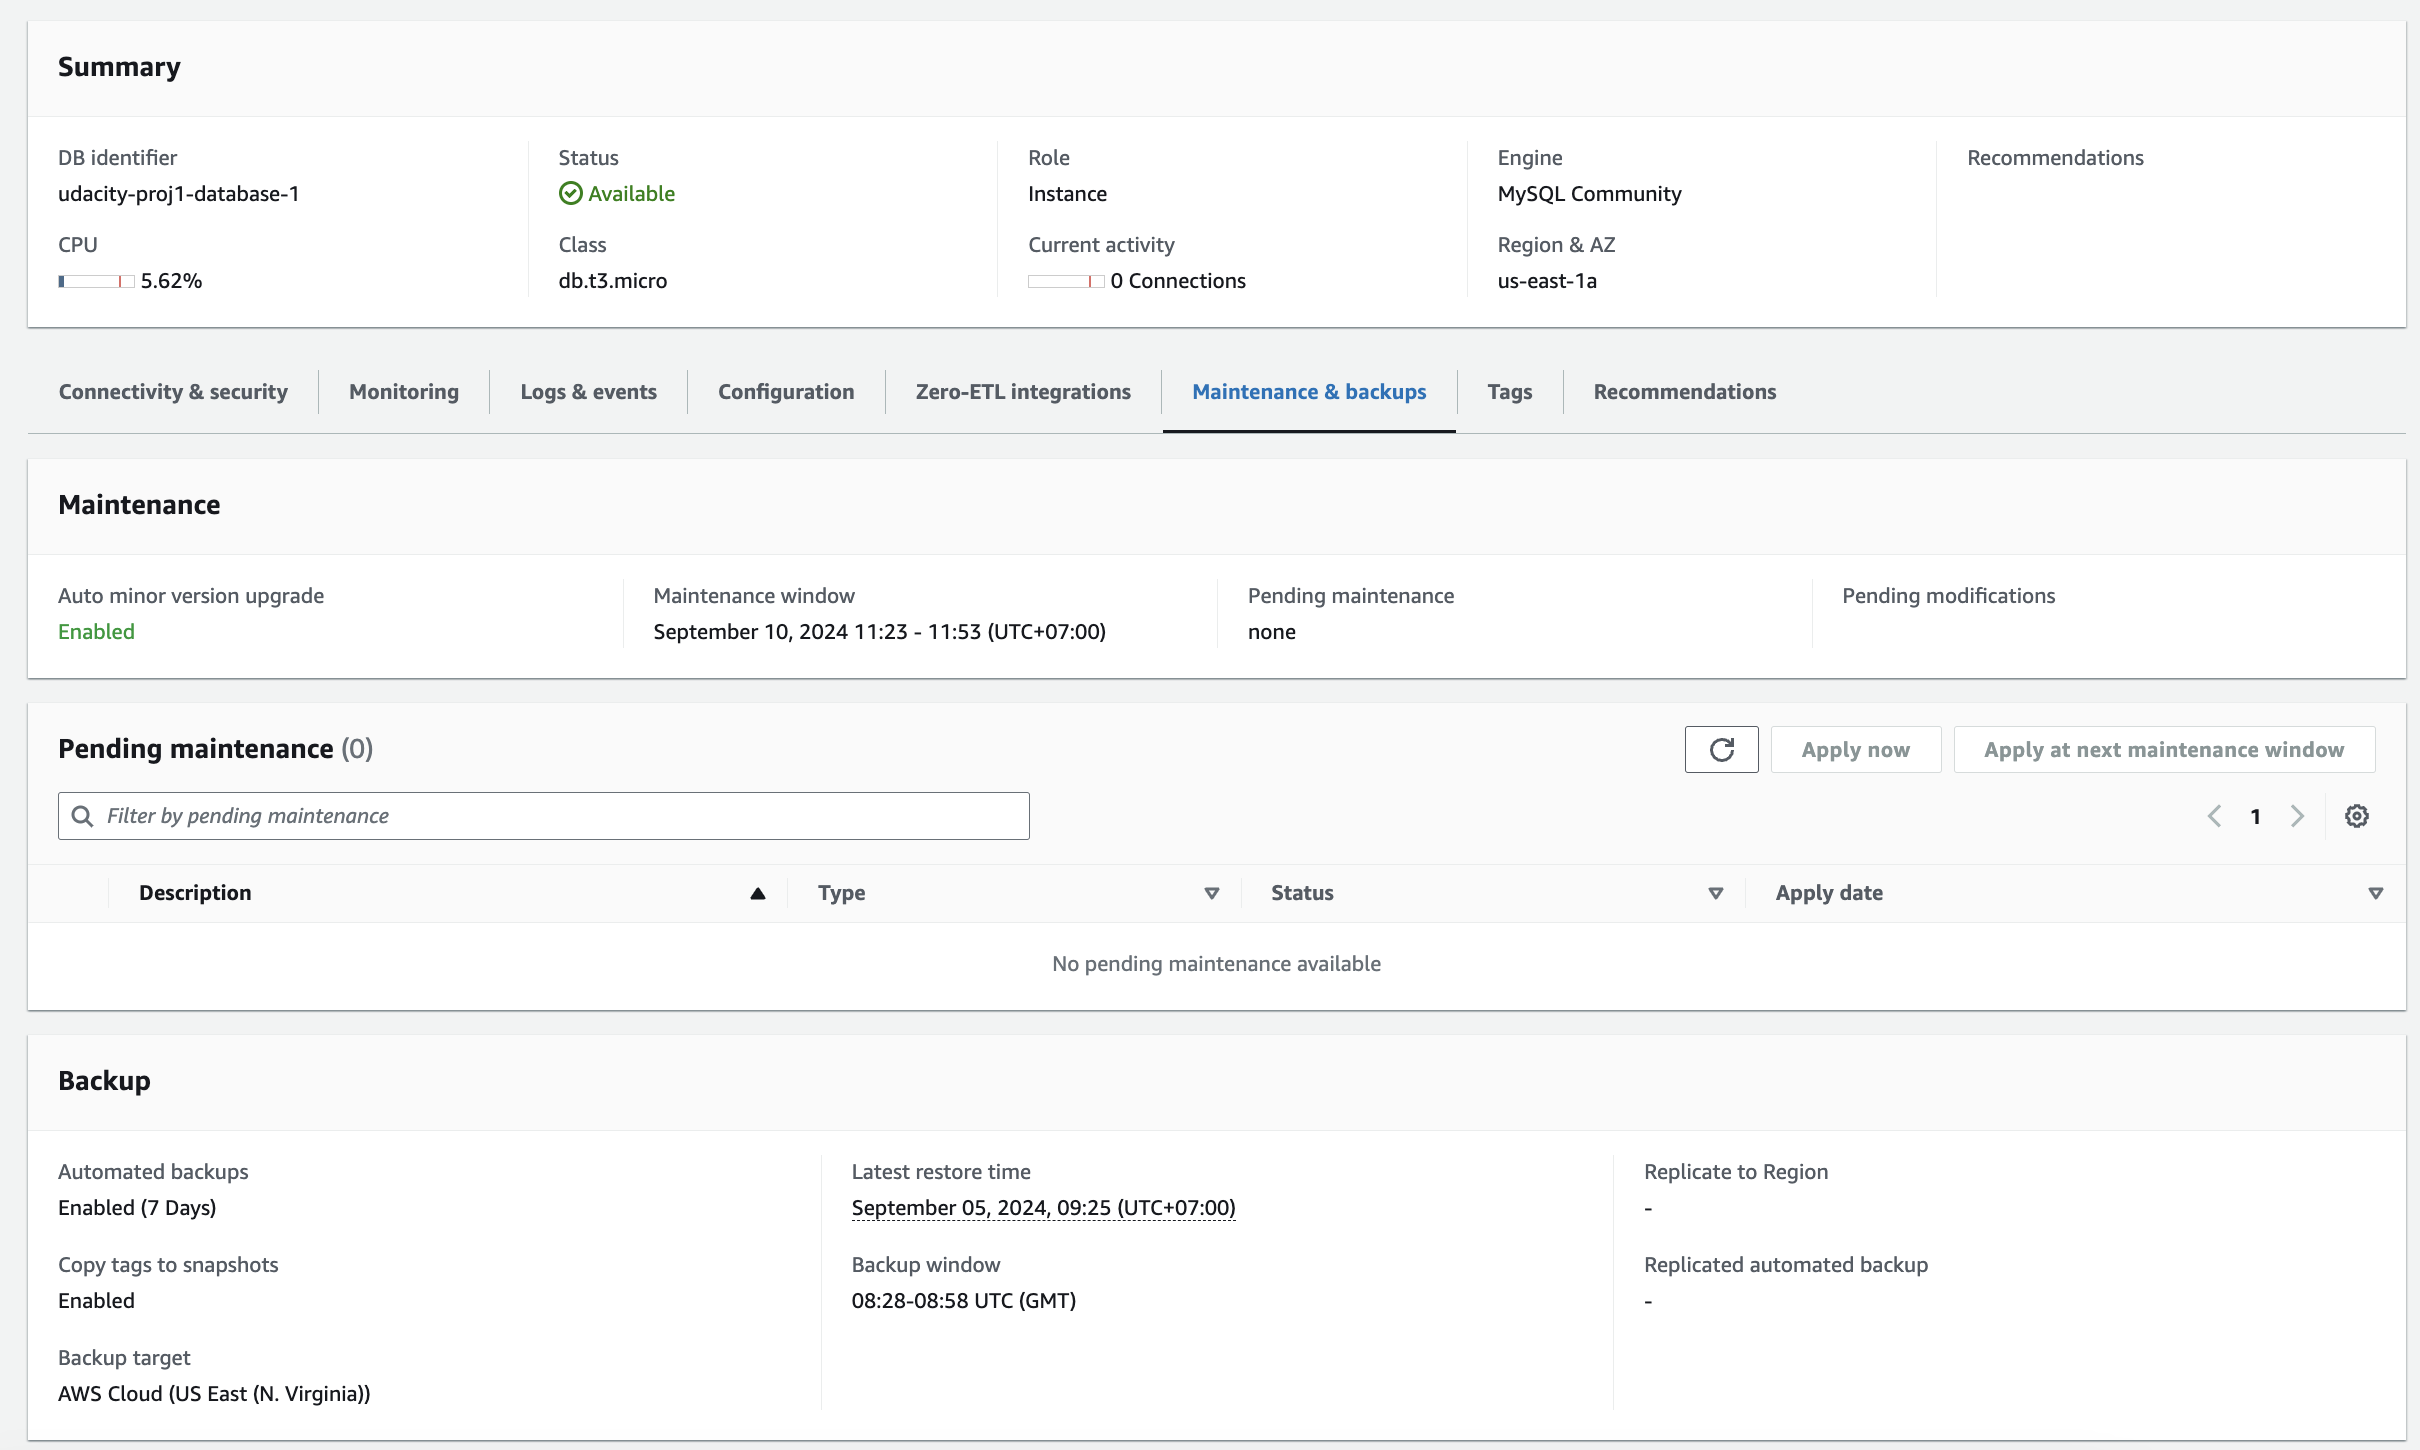 Summary
DB identifier
udacity-proj1-database-1
Status
Available
Role
Instance
Engine
MySQL Community
Recommendations
CPU
5.62%
Class
db.t3.micro
Current activity
0 Connections
Region & AZ
us-east-1a
Connectivity & security
Monitoring
Logs & events
Configuration
Zero-ETL integrations
Maintenance & backups
Tags
Recommendations
Maintenance
Auto minor version upgrade
Enabled
Maintenance window
September 10, 2024 11:23 - 11:53 (UTC+07:00)
Pending maintenance
none
Pending modifications
Pending maintenance (0)
Apply now
Apply at next maintenance window
Filter by pending maintenance
1
Description
Type
Status
Apply date
No pending maintenance available
Backup
Automated backups
Enabled (7 Days)
Copy tags to snapshots
Enabled
Backup target
AWS Cloud (US East (N. Virginia))
Latest restore time
September 05, 2024, 09:25 (UTC+07:00)
Backup window
08:28-08:58 UTC (GMT)
Replicate to Region
-
Replicated automated backup
-